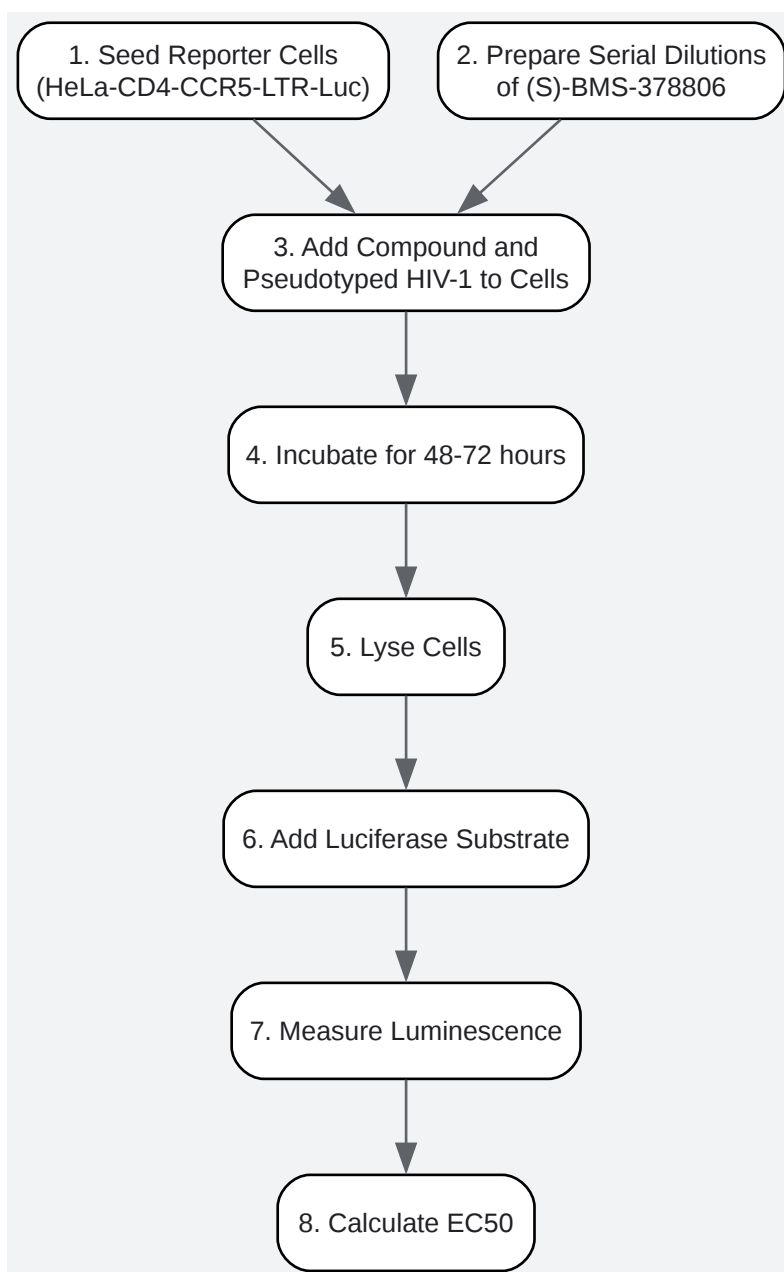 1. Seed Reporter Cells
(HeLa-CD4-CCR5-LTR-Luc)
2. Prepare Serial Dilutions
of (S)-BMS-378806
3. Add Compound and
Pseudotyped HIV-1 to Cells
4. Incubate for 48-72 hours
5. Lyse Cells
6. Add Luciferase Substrate
7. Measure Luminescence
8. Calculate EC50